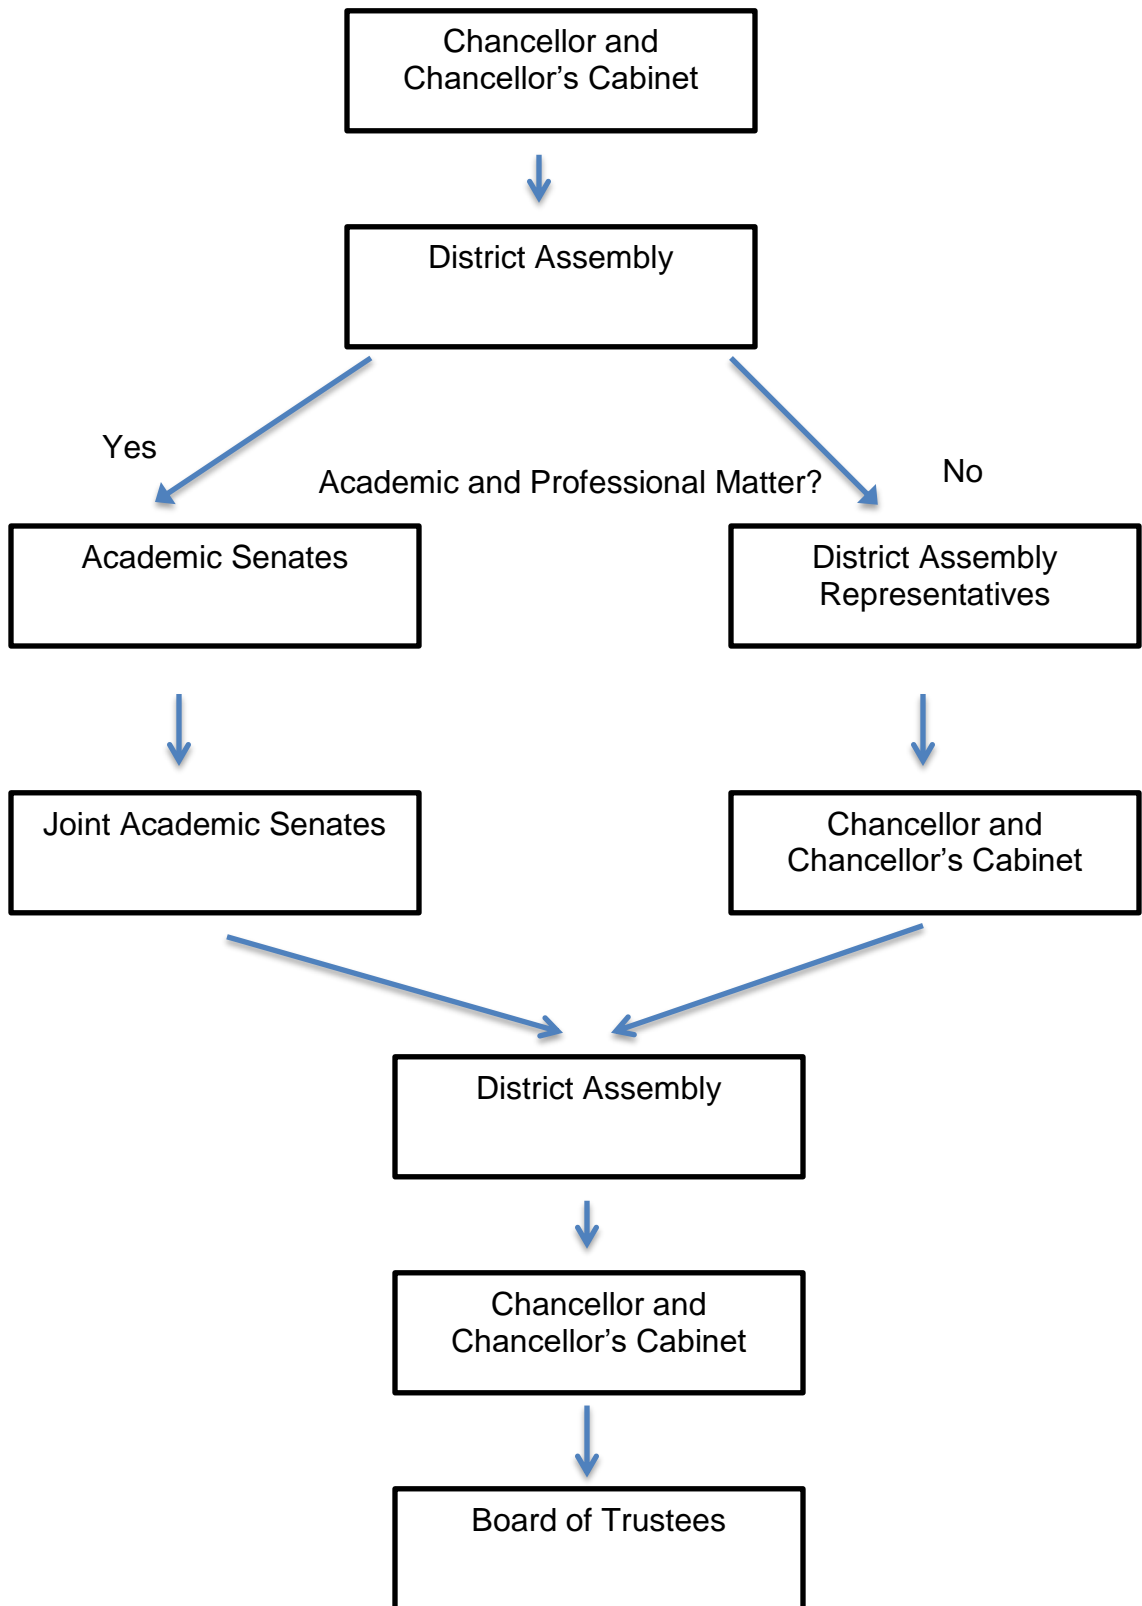 Chancellor and
Chancellor’s Cabinet
District Assembly
Yes
Academic and Professional Matter?
No
Academic Senates
District Assembly
Representatives
Joint Academic Senates
Chancellor and
Chancellor’s Cabinet
District Assembly
Chancellor and
Chancellor’s Cabinet
Board of Trustees